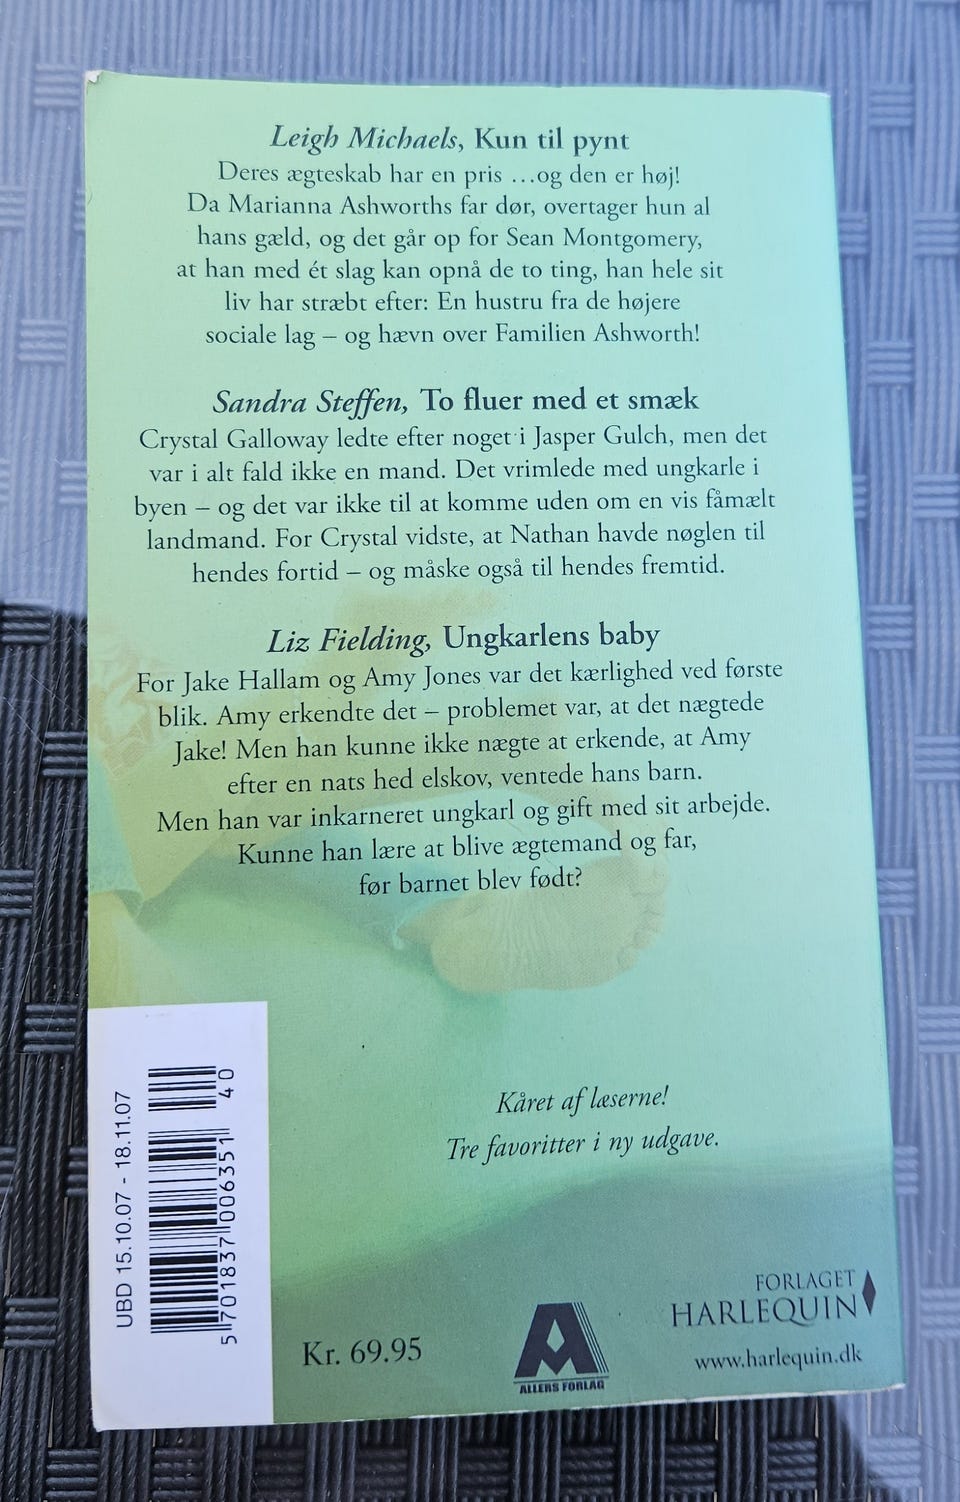 Leigh Michaels, Kun til pynt
Deres ægteskab har en pris ...og den er høj!
Da Marianna Ashworths far dør, overtager hun al
hans gæld, og det går op for Sean Montgomery,
at han med ét slag kan opnå de to ting, han hele sit
liv har stræbt efter: En hustru fra de højere
sociale lag – og hævn over Familien Ashworth!
Sandra Steffen, To fluer med et smæk
Crystal Galloway ledte efter noget i Jasper Gulch, men det
var i alt fald ikke en mand. Det vrimlede med ungkarle i
byen – og det var ikke til at komme uden om en vis fåmælt
landmand. For Crystal vidste, at Nathan havde nøglen til
hendes fortid – og måske også til hendes fremtid.
Liz Fielding, Ungkarlens baby
For Jake Hallam og Amy Jones var det kærlighed ved første
blik. Amy erkendte det – problemet var, at det nægtede
Jake! Men han kunne ikke nægte at erkende, at Amy
efter en nats hed elskov, ventede hans barn.
Men han var inkarneret ungkarl og gift med sit arbejde.
Kunne han lære at blive ægtemand og far,
før barnet blev født?
Kåret af læserne!
Tre favoritter i ny udgave.
UBD 15.10.07 - 18.11.07
5 701837 006351
40
Kr. 69.95
ALLERS FORLAG
FORLAGET
HARLEQUIN
www.harlequin.dk